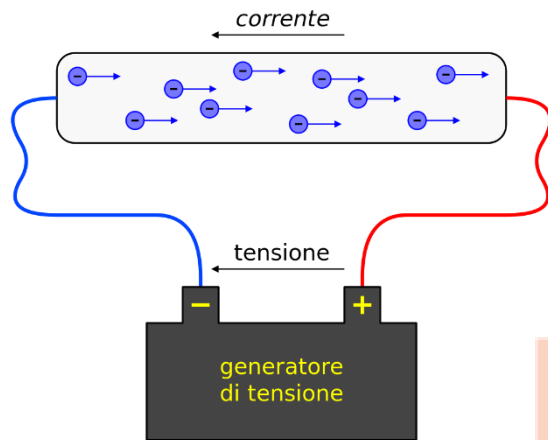 corrente
tensione
− +
generatore
di tensione